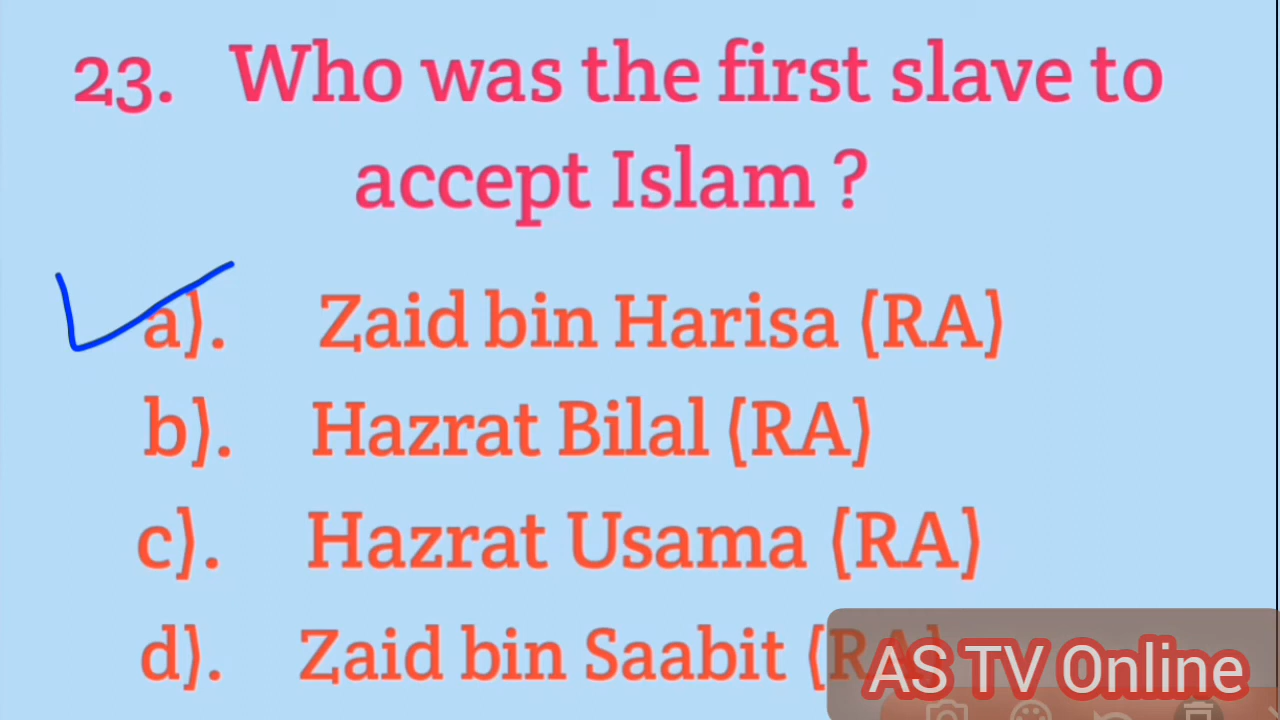 23. Who was the first slave to
accept Islam ?
a). Zaid bin Harisa (RA)
b). Hazrat Bilal (RA)
c). Hazrat Usama (RA)
d). Zaid bin Saabit (RA)
AS TV Online